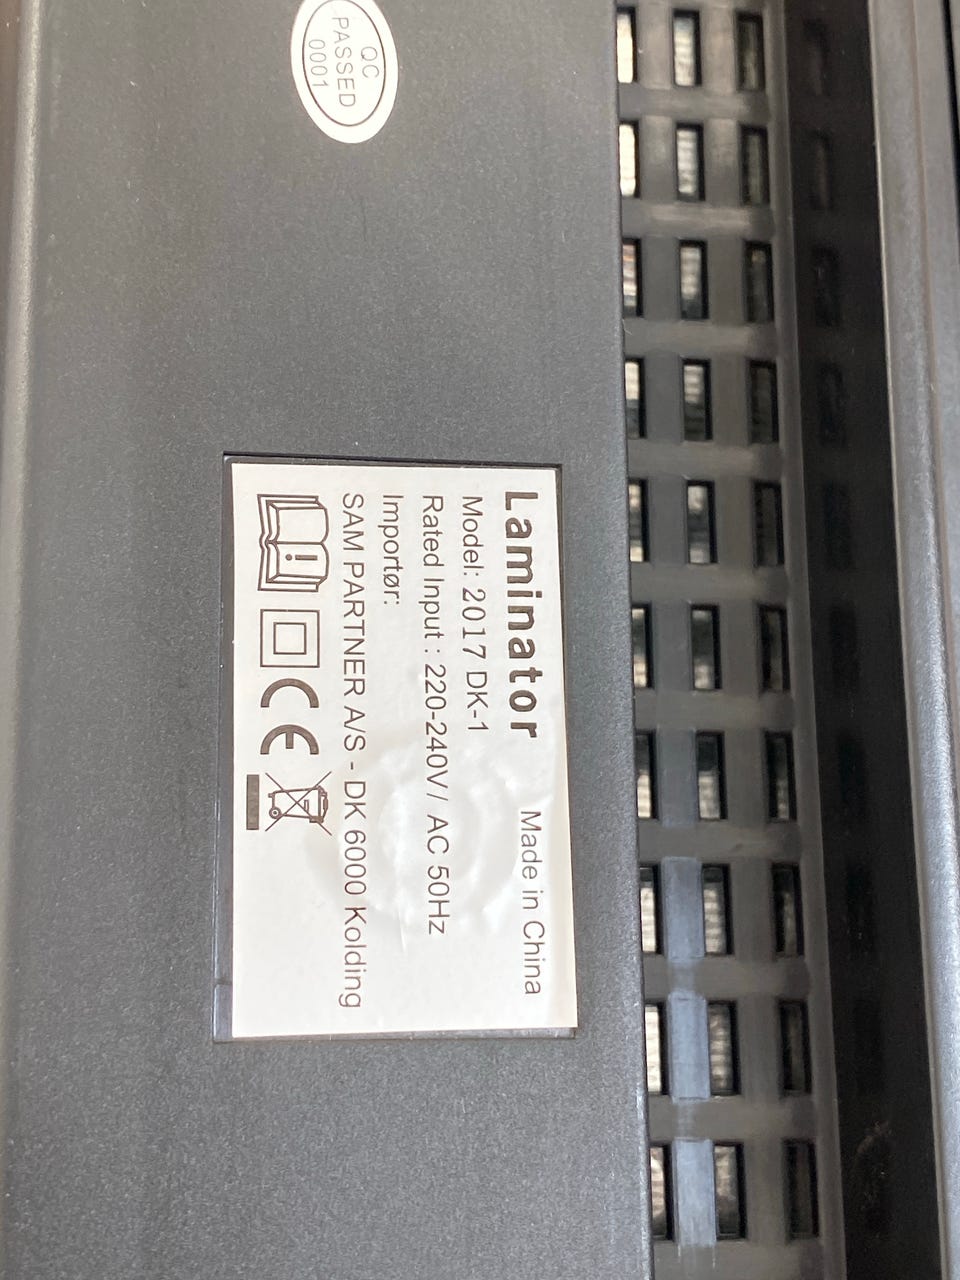 QC
PASSED
0001
Laminator Made in China
Model: 2017 DK-1
Rated Input : 220-240V/ AC 50Hz
Importør:
SAM PARTNER A/S - DK 6000 Kolding
CE